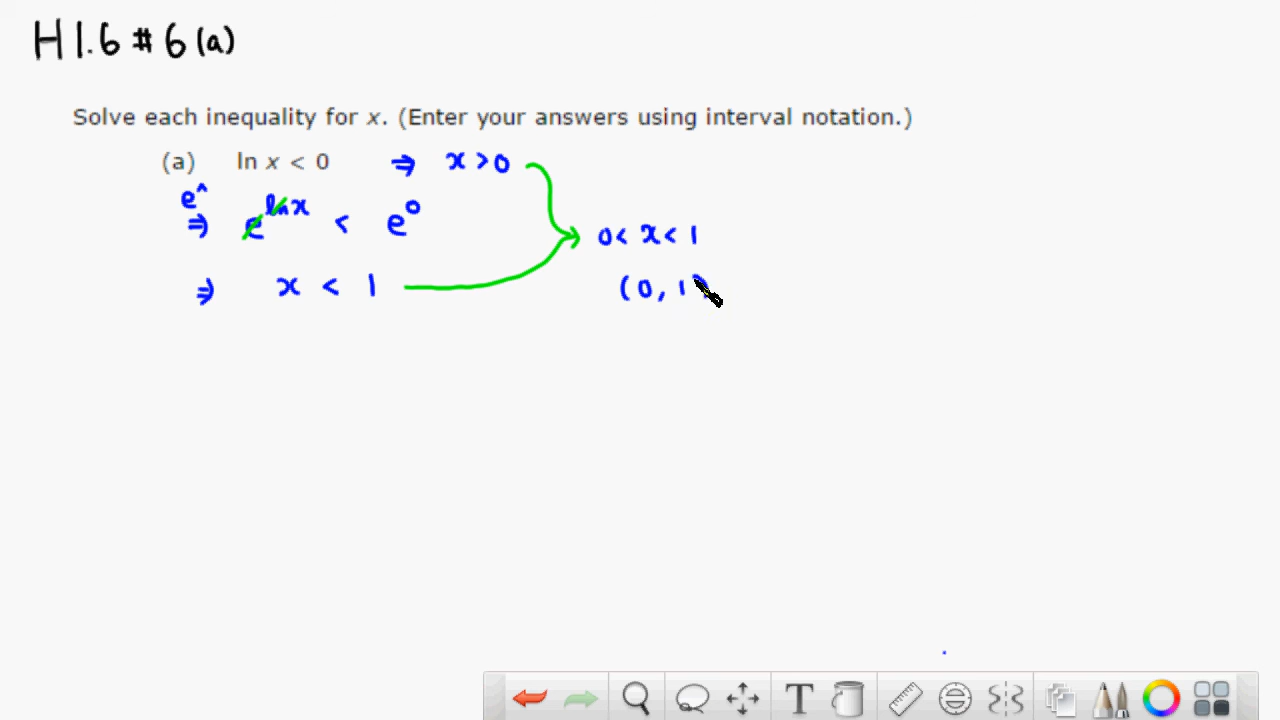 H1.6 # 6 (a)
Solve each inequality for x. (Enter your answers using interval notation.)
(a) ln x < 0 ⇒ x > 0
e^
⇒ e^{ln x} < e^0
0 < x < 1
⇒ x < 1
(0, 1)
T